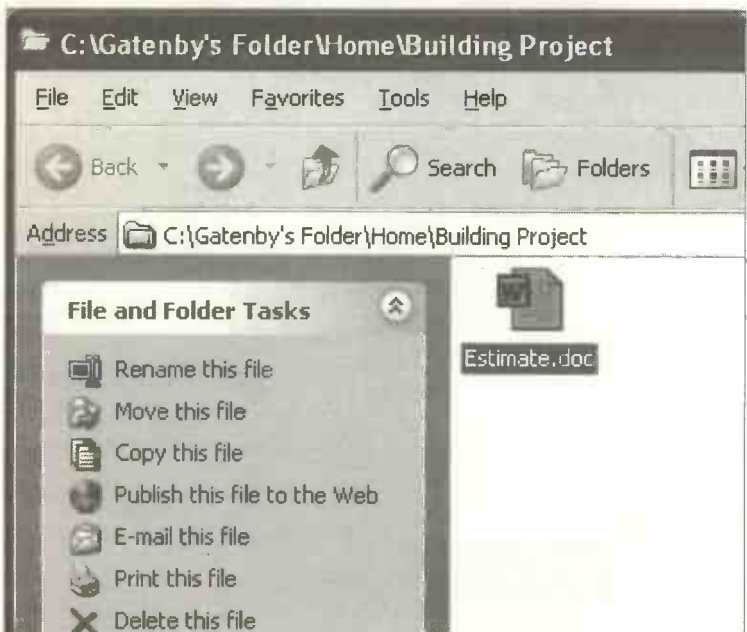 C:\Gatenby's Folder\Home\Building Project
File Edit View Favorites Tools Help
Back Search Folders
Address C:\Gatenby's Folder\Home\Building Project
File and Folder Tasks
Estimate.doc
Rename this file
Move this file
Copy this file
Publish this file to the Web
E-mail this file
Print this file
Delete this file